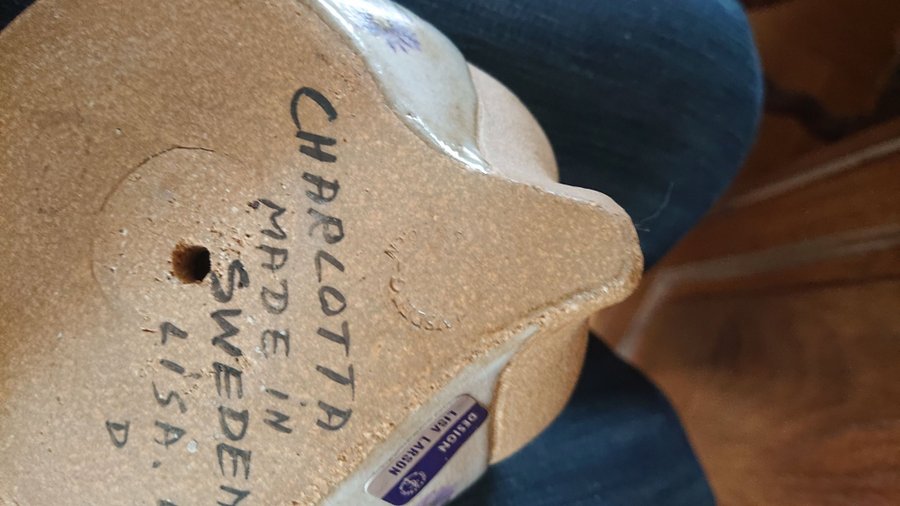 CHARLOTTA
MADE IN
SWEDEN
LISA.
D
DESIGN
LISA LARSON